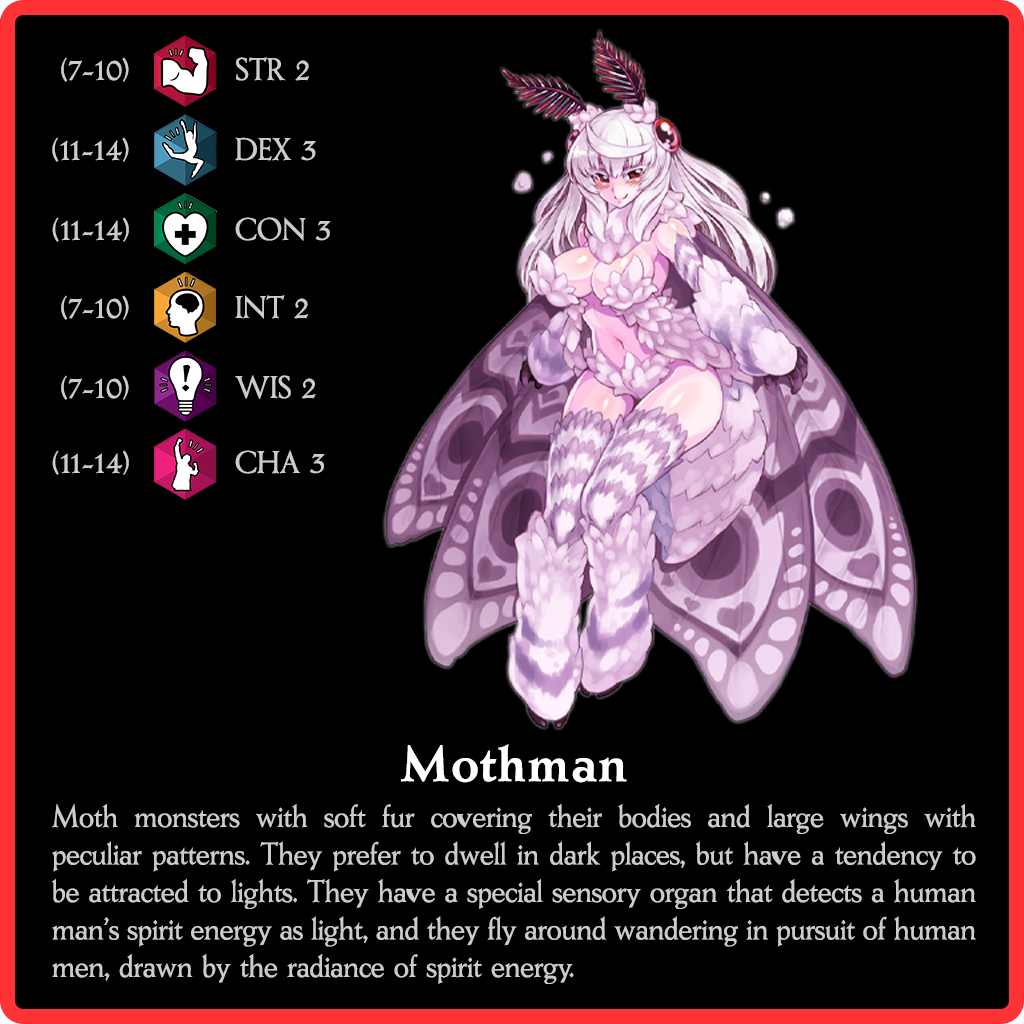 (7-10) STR 2
(11-14) DEX 3
(11-14) CON 3
(7-10) INT 2
(7-10) WIS 2
(11-14) CHA 3
Mothman
Moth monsters with soft fur covering their bodies and large wings with
peculiar patterns. They prefer to dwell in dark places, but have a tendency to
be attracted to lights. They have a special sensory organ that detects a human
man's spirit energy as light, and they fly around wandering in pursuit of human
men, drawn by the radiance of spirit energy.